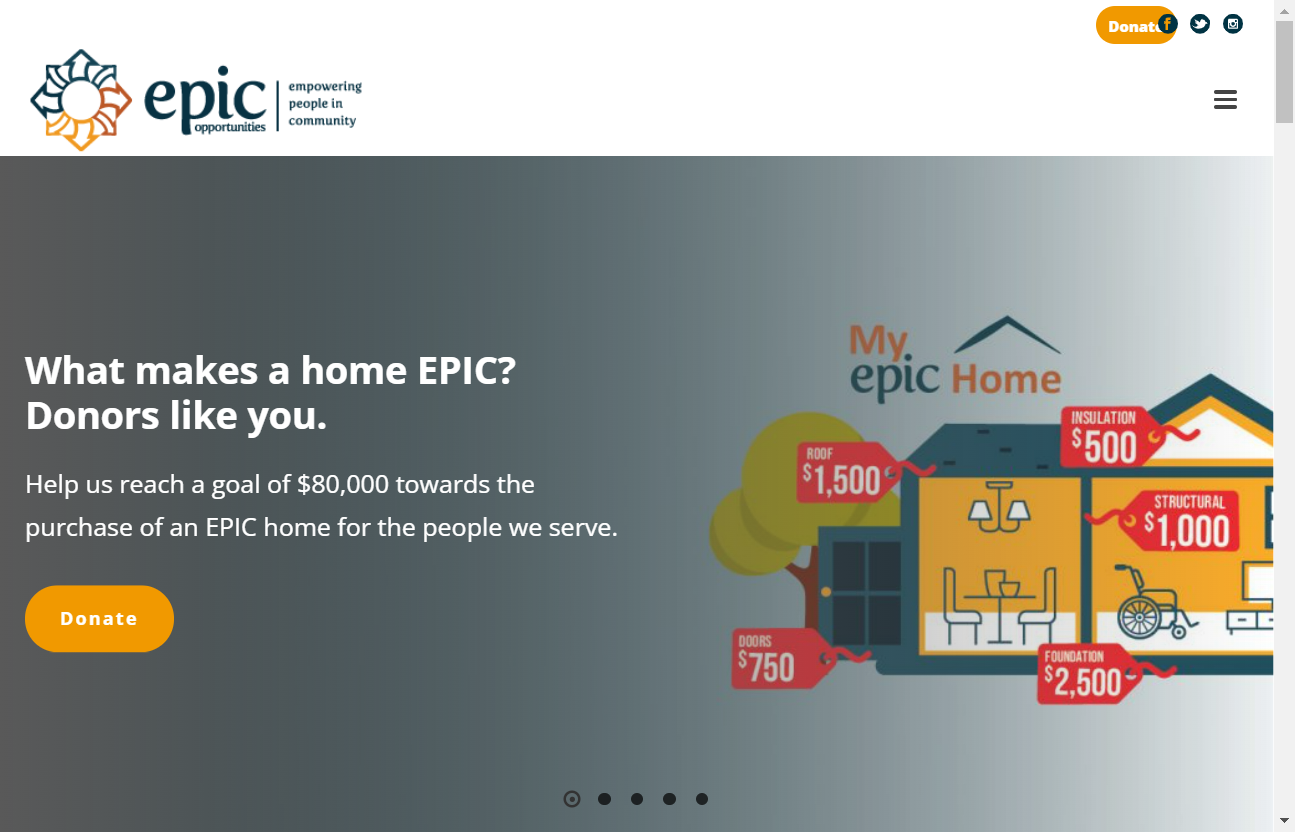 Donate
epic
opportunities
empowering
people in
community
What makes a home EPIC?
Donors like you.
Help us reach a goal of $80,000 towards the
purchase of an EPIC home for the people we serve.
Donate
My
epic Home
INSULATION
$500
ROOF
$1,500
STRUCTURAL
$1,000
DOORS
$750
FOUNDATION
$2,500